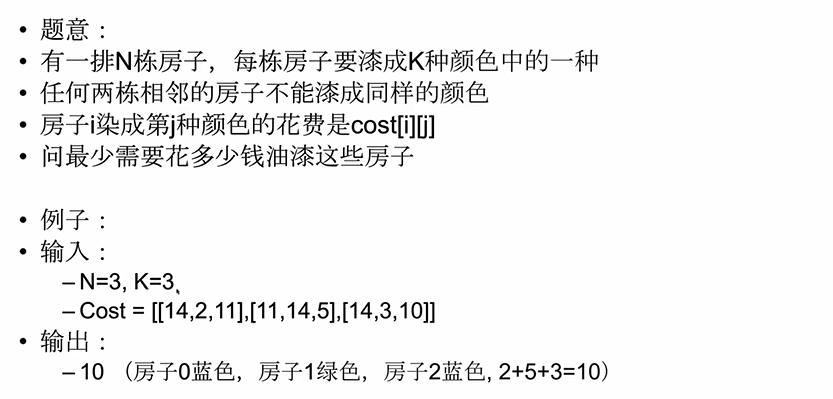 • 题意：
• 有一排N栋房子，每栋房子要漆成K种颜色中的一种
• 任何两栋相邻的房子不能漆成同样的颜色
• 房子i染成第j种颜色的花费是cost[i][j]
• 问最少需要花多少钱油漆这些房子
• 例子：
• 输入：
– N=3, K=3、
– Cost = [[14,2,11],[11,14,5],[14,3,10]]
• 输出：
– 10 （房子0蓝色，房子1绿色，房子2蓝色, 2+5+3=10）